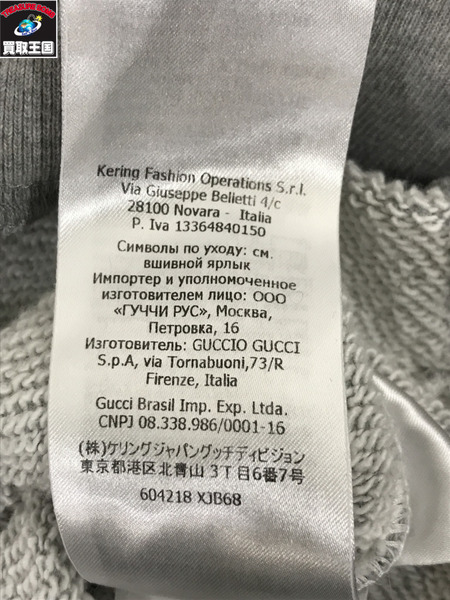 TREASURE KING
買取王国
Kering Fashion Operations S.r.l.
Via Giuseppe Belletti 4/c
28100 Novara - Italia
P. Iva 13364840150
Символы по уходу: см.
вшивной ярлык
Импортер и уполномоченное
изготовителем лицо: ООО
«ГУЧЧИ РУС», Москва,
Петровка, 16
Изготовитель: GUCCIO GUCCI
S.p.A, via Tornabuoni,73/R
Firenze, Italia
Gucci Brasil Imp. Exp. Ltda.
CNPJ 08.338.986/0001-16
(株)ケリングジャパングッチディビジョン
東京都港区北青山3丁目6番7号
604218 XJB68